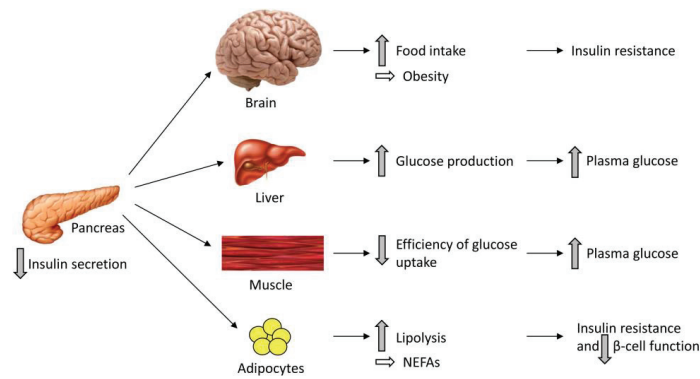 Brain
Food intake
Obesity
Insulin resistance
Liver
Glucose production
Plasma glucose
Pancreas
Insulin secretion
Muscle
Efficiency of glucose
uptake
Plasma glucose
Adipocytes
Lipolysis
NEFAs
Insulin resistance
and β-cell function